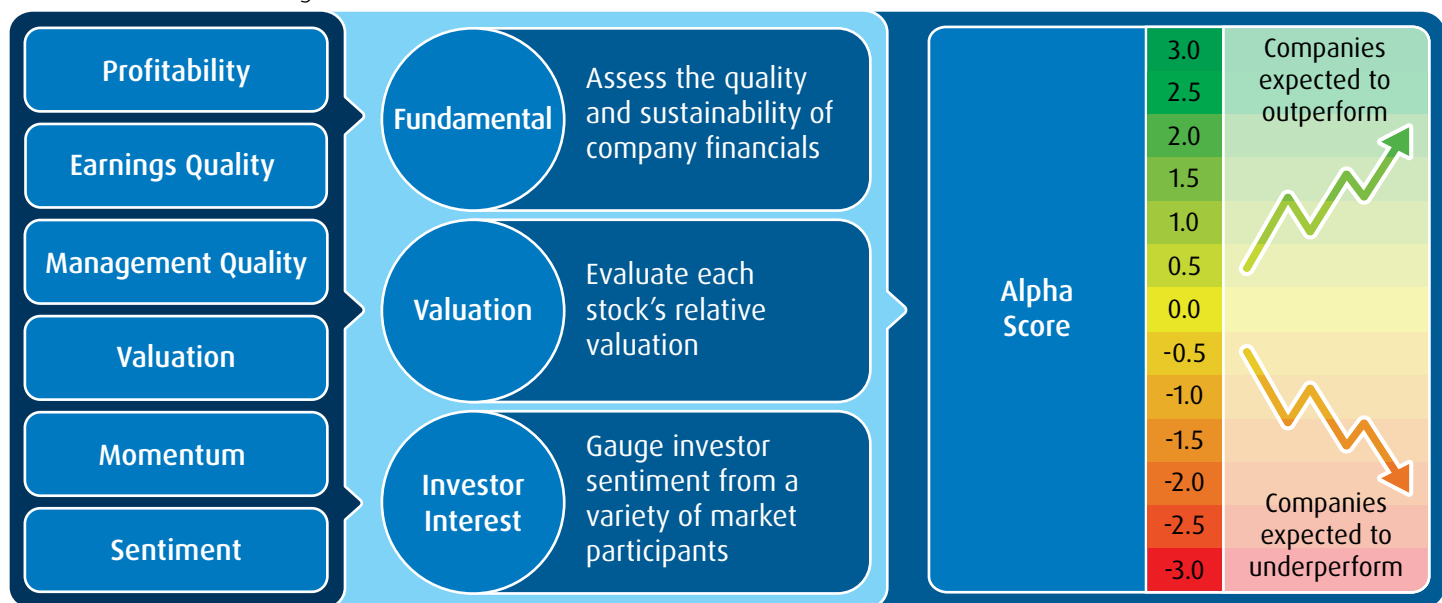 Profitability
Earnings Quality
Management Quality
Valuation
Momentum
Sentiment
Fundamental
Assess the quality
and sustainability of
company financials
Valuation
Evaluate each
stock’s relative
valuation
Investor
Interest
Gauge investor
sentiment from a
variety of market
participants
Alpha
Score
3.0
2.5
2.0
1.5
1.0
0.5
0.0
-0.5
-1.0
-1.5
-2.0
-2.5
-3.0
Companies
expected to
outperform
Companies
expected to
underperform